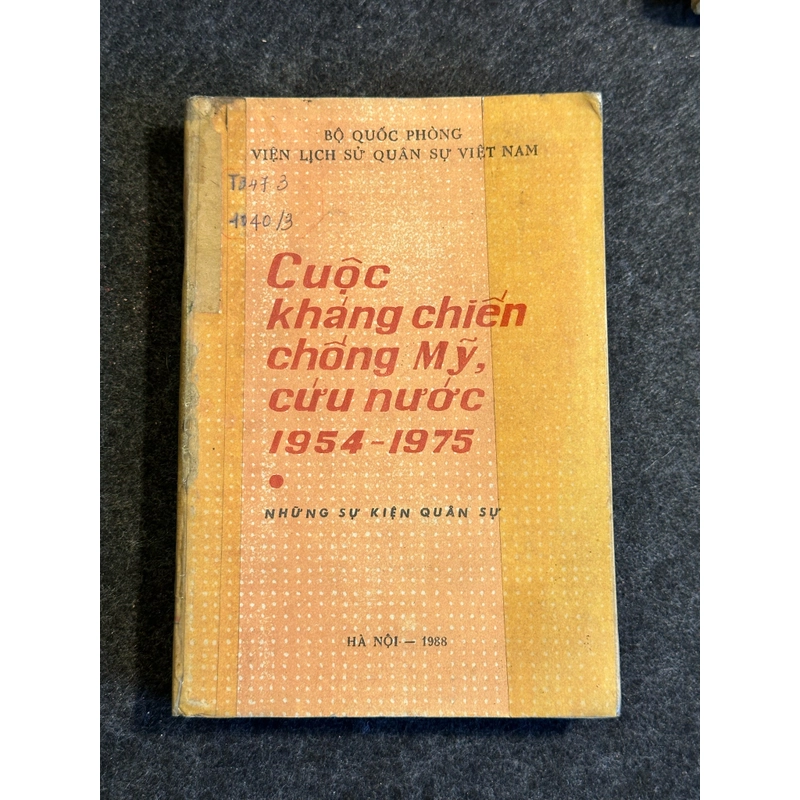 BỘ QUỐC PHÒNG
VIỆN LỊCH SỬ QUÂN SỰ VIỆT NAM
Cuộc
kháng chiến
chống Mỹ,
cứu nước
1954-1975
NHỮNG SỰ KIỆN QUÂN SỰ
HÀ NỘI — 1988